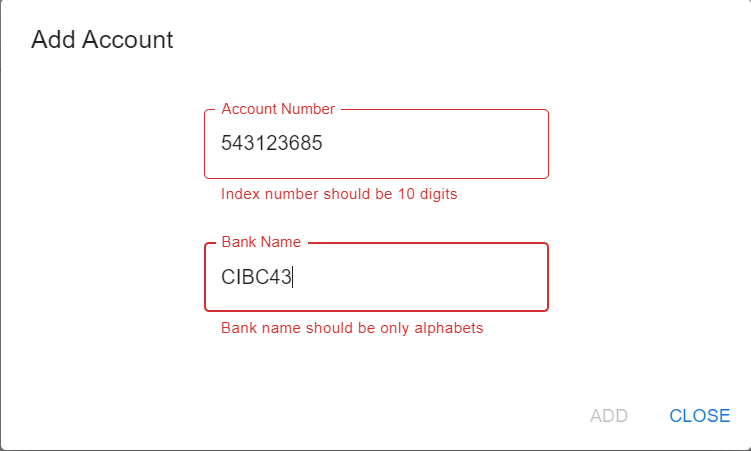 Add Account
Account Number
543123685
Index number should be 10 digits
Bank Name
CIBC43
Bank name should be only alphabets
ADD CLOSE